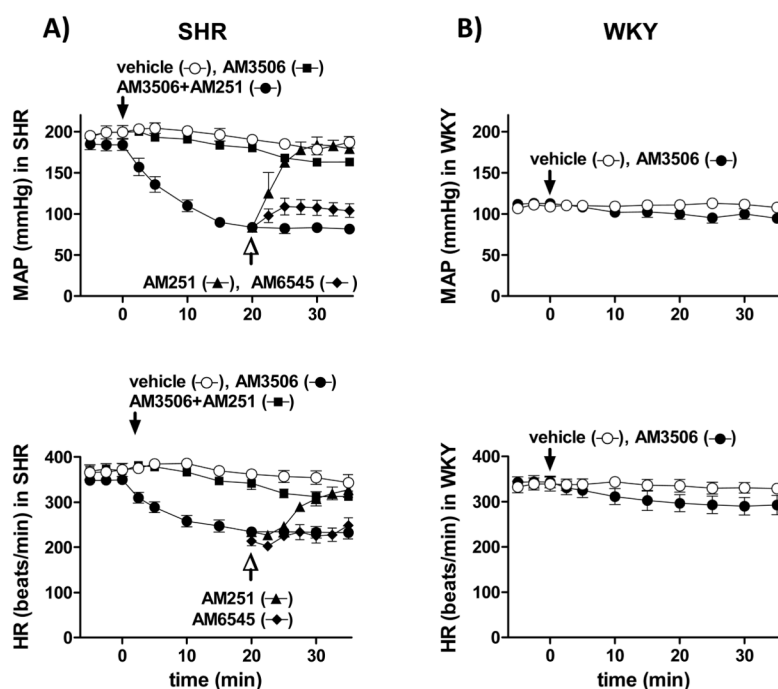 A)
SHR
vehicle (-○-), AM3506 (-■-)
AM3506+AM251 (-●-)
200
150
100
50
0
MAP (mmHg) in SHR
AM251 (-▲-), AM6545 (-◆-)
0 10 20 30
vehicle (-○-), AM3506 (-●-)
AM3506+AM251 (-■-)
400
300
200
100
0
HR (beats/min) in SHR
AM251 (-▲-)
AM6545 (-◆-)
0 10 20 30
time (min)
B)
WKY
vehicle (-○-), AM3506 (-●-)
200
150
100
50
0
MAP (mmHg) in WKY
0 10 20 30
vehicle (-○-), AM3506 (-●-)
400
300
200
100
0
HR (beats/min) in WKY
0 10 20 30
time (min)